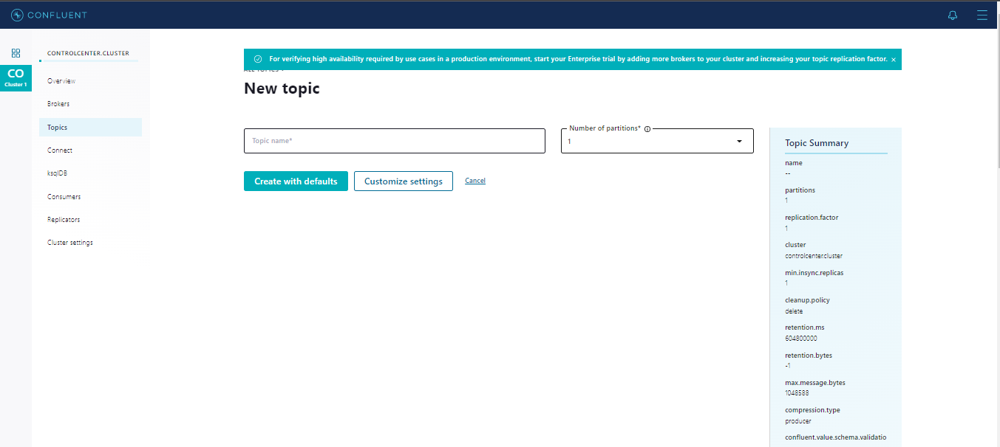 CONFLUENT
CO
Cluster 1
CONTROLCENTER.CLUSTER
Overview
Brokers
Topics
Connect
ksqlDB
Consumers
Replicators
Cluster settings
For verifying high availability required by use cases in a production environment, start your Enterprise trial by adding more brokers to your cluster and increasing your topic replication factor. ×
New topic
Topic name*
Number of partitions*
1
Create with defaults
Customize settings
Cancel
Topic Summary
name
--
partitions
1
replication.factor
1
cluster
controlcenter.cluster
min.insync.replicas
1
cleanup.policy
delete
retention.ms
604800000
retention.bytes
-1
max.message.bytes
1048588
compression.type
producer
confluent.value.schema.validatio